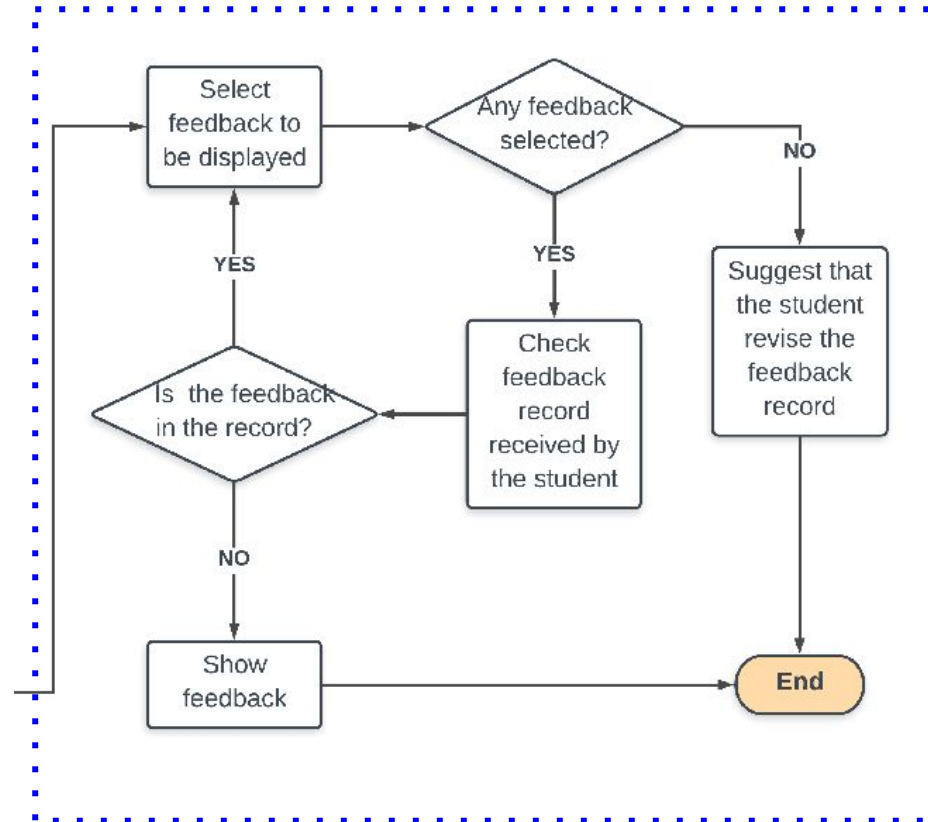 Select
feedback to
be displayed
Any feedback
selected?
NO
YES
YES
Suggest that
the student
revise the
feedback
record
Check
feedback
record
received by
the student
Is the feedback
in the record?
NO
Show
feedback
End